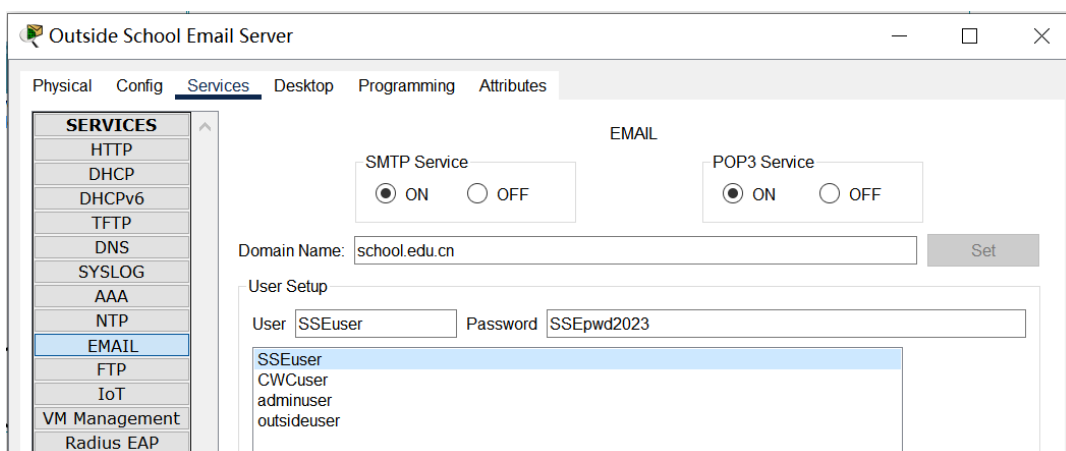 Outside School Email Server
Physical Config Services Desktop Programming Attributes
SERVICES
HTTP
DHCP
DHCPv6
TFTP
DNS
SYSLOG
AAA
NTP
EMAIL
FTP
IoT
VM Management
Radius EAP
EMAIL
SMTP Service
ON OFF
POP3 Service
ON OFF
Domain Name: school.edu.cn Set
User Setup
User SSEuser Password SSEpwd2023
SSEuser
CWCuser
adminuser
outsideuser